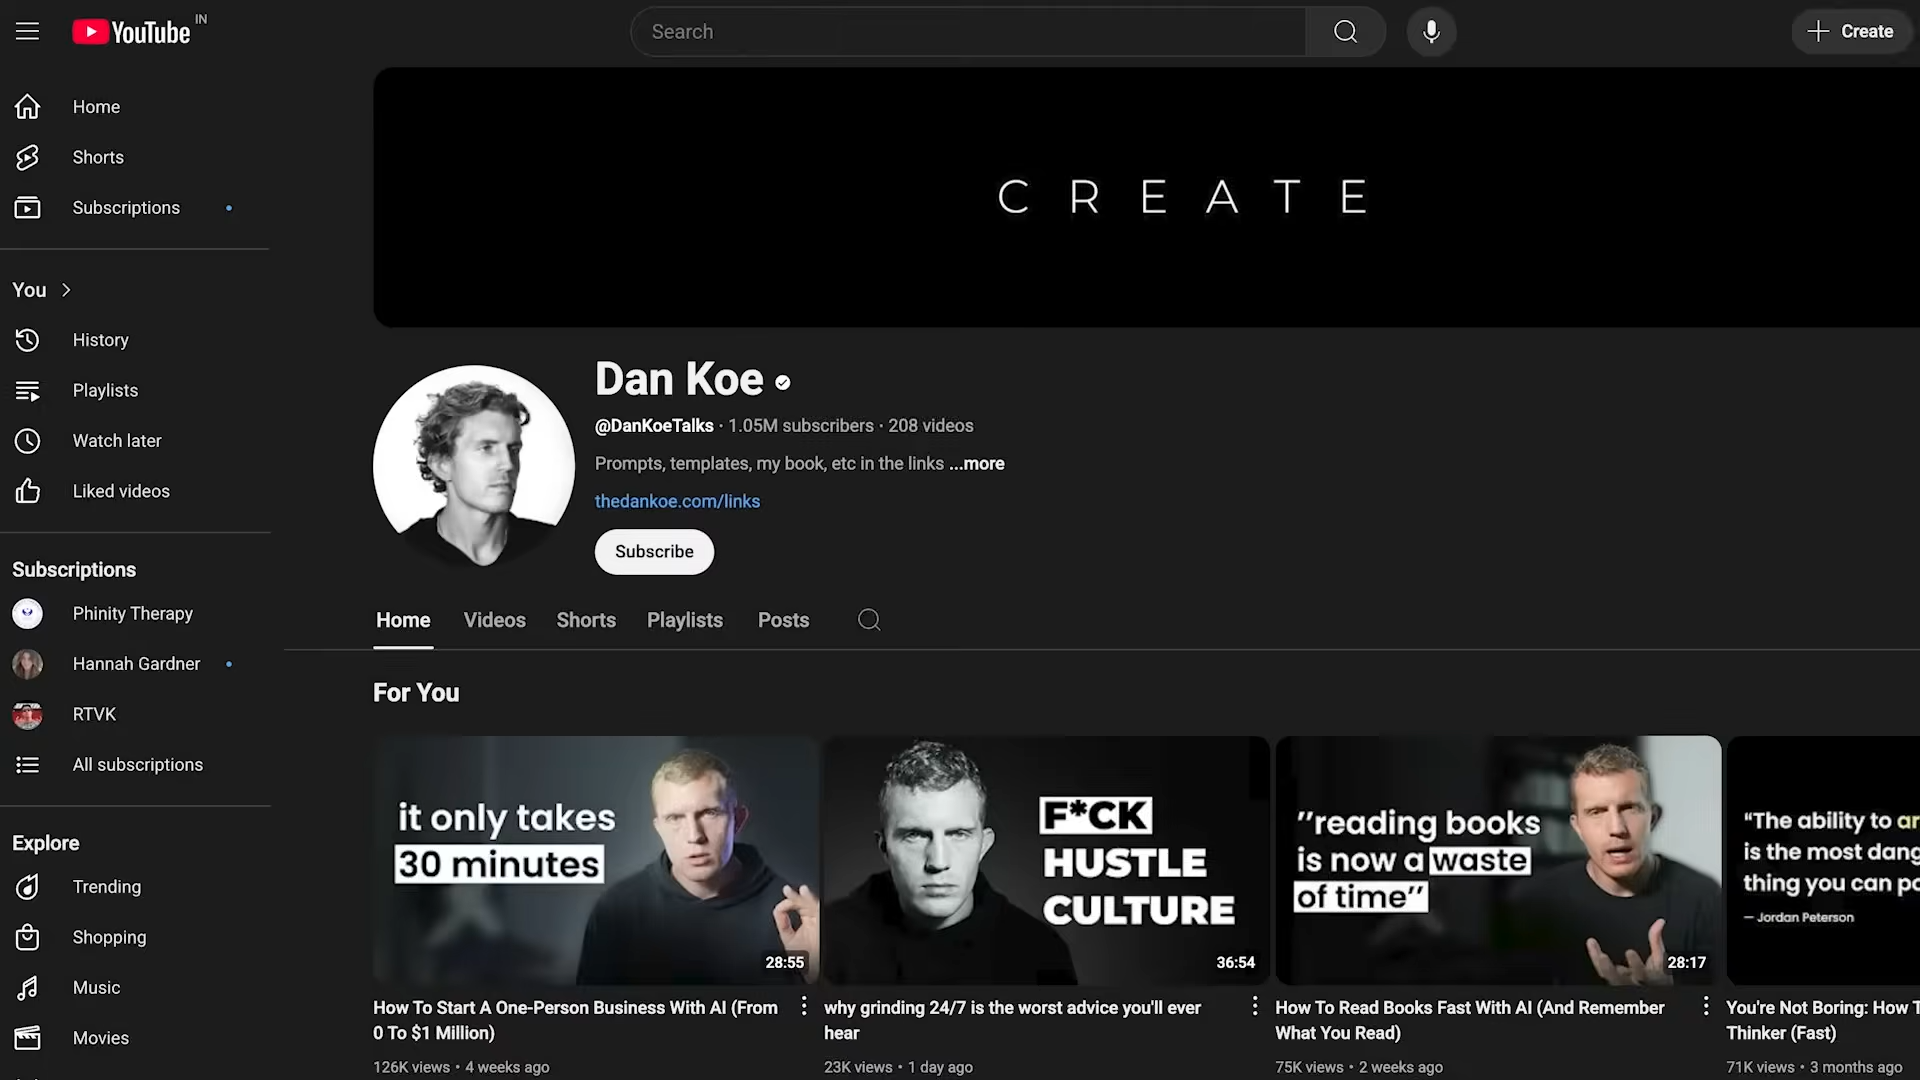 YouTube IN
Search
Create
Home
Shorts
Subscriptions
You
History
Playlists
Watch later
Liked videos
Subscriptions
Phinity Therapy
Hannah Gardner
RTVK
All subscriptions
Explore
Trending
Shopping
Music
Movies
CREATE
Dan Koe
@DanKoeTalks · 1.05M subscribers · 208 videos
Prompts, templates, my book, etc in the links ...more
thedankoe.com/links
Subscribe
Home Videos Shorts Playlists Posts
For You
it only takes
30 minutes
28:55
How To Start A One-Person Business With AI (From
0 To $1 Million)
126K views • 4 weeks ago
F*CK
HUSTLE
CULTURE
36:54
why grinding 24/7 is the worst advice you'll ever
hear
23K views • 1 day ago
"reading books
is now a waste
of time"
28:17
How To Read Books Fast With AI (And Remember
What You Read)
75K views • 2 weeks ago
"The ability to
is the most
thing you can
— Jordan Peterson
You're Not Boring: How
Thinker (Fast)
71K views • 3 months ago